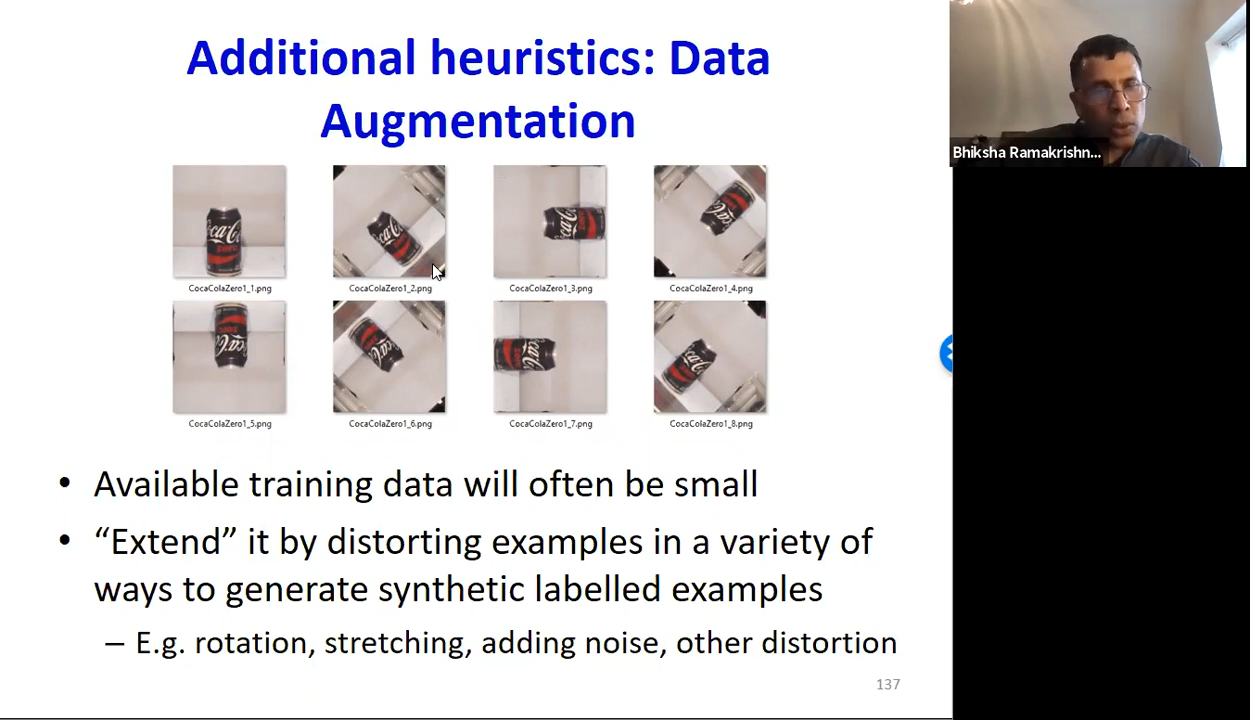 Additional heuristics: Data
Augmentation
Bhiksha Ramakrishn...
CocaColaZero1_1.png
CocaColaZero1_2.png
CocaColaZero1_3.png
CocaColaZero1_4.png
CocaColaZero1_5.png
CocaColaZero1_6.png
CocaColaZero1_7.png
CocaColaZero1_8.png
• Available training data will often be small
• “Extend” it by distorting examples in a variety of
ways to generate synthetic labelled examples
– E.g. rotation, stretching, adding noise, other distortion
137